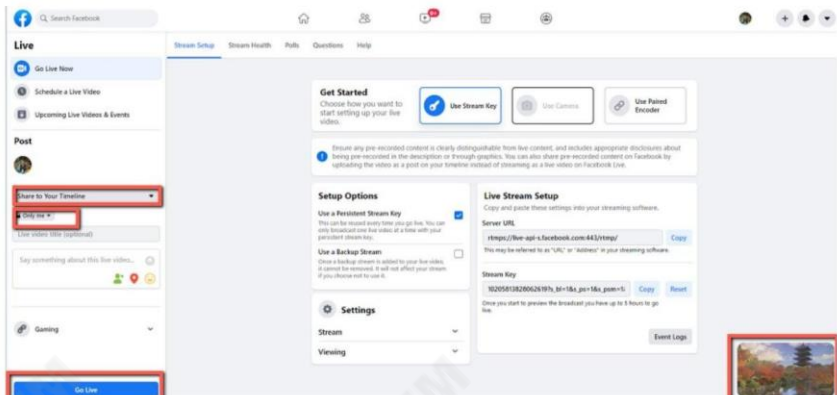 Search Facebook
9+
Live
Go Live Now
Schedule a Live Video
Upcoming Live Videos & Events
Post
Share to Your Timeline
Only me
Live video title (optional)
Say something about this live video..
Gaming
Go Live
Stream Setup
Stream Health
Polls
Questions
Help
Get Started
Choose how you want to
start setting up your live
video.
Use Stream Key
Use Camera
Use Paired
Encoder
Ensure any pre-recorded content is clearly distinguishable from live content, and includes appropriate disclosures about
being pre-recorded in the description or through graphics. You can also share pre-recorded content on Facebook by
uploading the video as a post on your timeline instead of streaming as a live video on Facebook Live.
Setup Options
Use a Persistent Stream Key
This can be reused every time you go live. You can
only broadcast one live video at a time with your
persistent stream key.
Use a Backup Stream
Once a backup stream is added to your live video,
it cannot be removed. It will not affect your stream
if you choose not to use it.
Settings
Stream
Viewing
Live Stream Setup
Copy and paste these settings into your streaming software.
Server URL
rtmps://live-api-s.facebook.com:443/rtmp/
Copy
This may be referred to as "URL" or "Address" in your streaming software.
Stream Key
Copy
Reset
Once you start to preview the broadcast you have up to 5 hours to go
live.
Event Logs